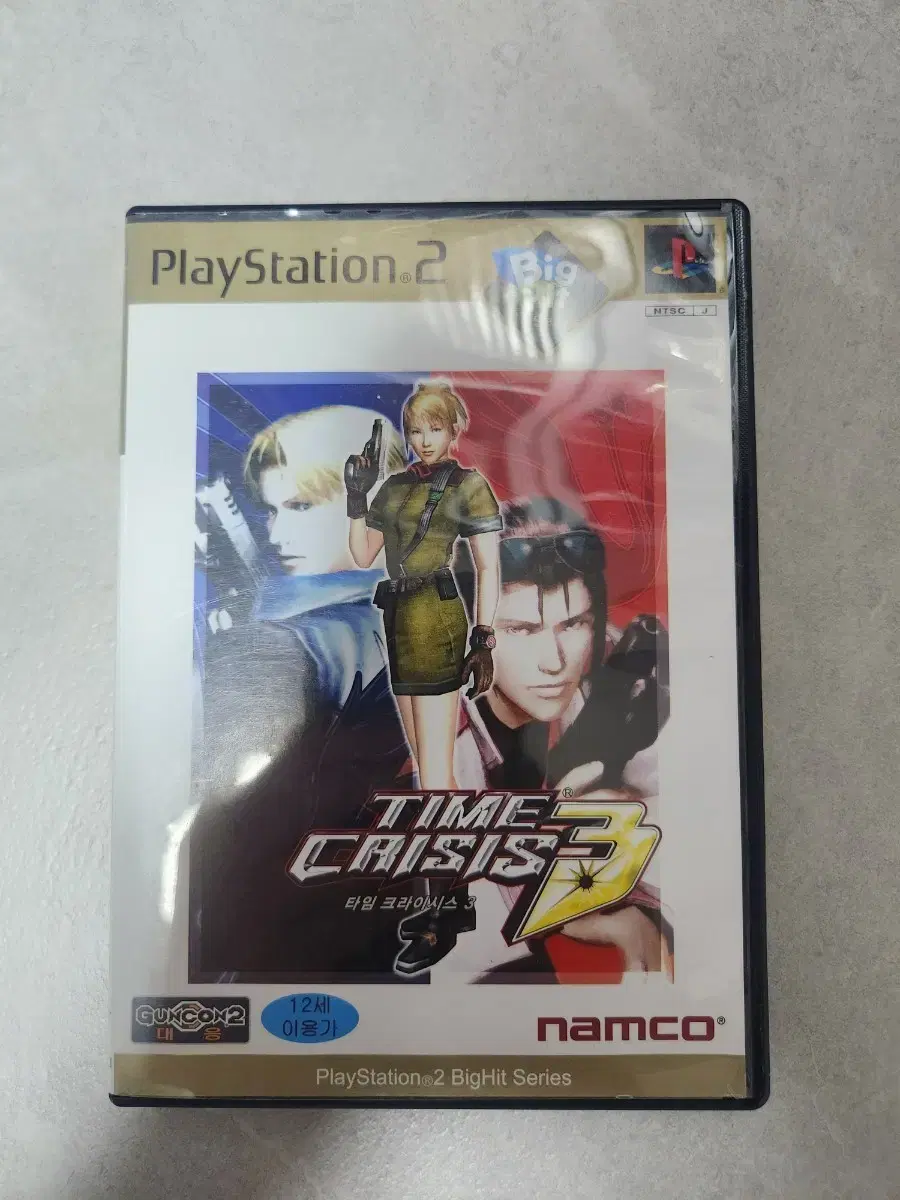 PlayStation®2
Big
NTSC J
TIME
CRISIS 3
®
타임 크라이시스 3
GUNCON2
대 응
12세
이용가
namco®
PlayStation®2 BigHit Series